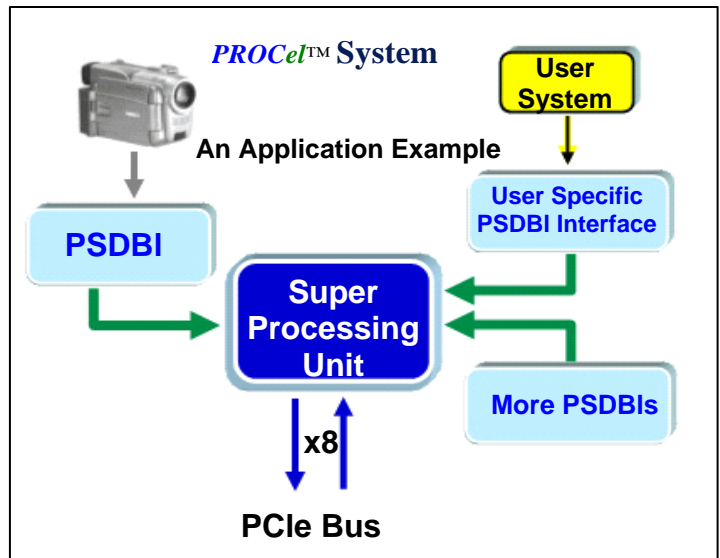 PROCel™ System
User
System
An Application Example
PSDBI
User Specific
PSDBI Interface
Super
Processing
Unit
More PSDBIs
x8
PCIe Bus